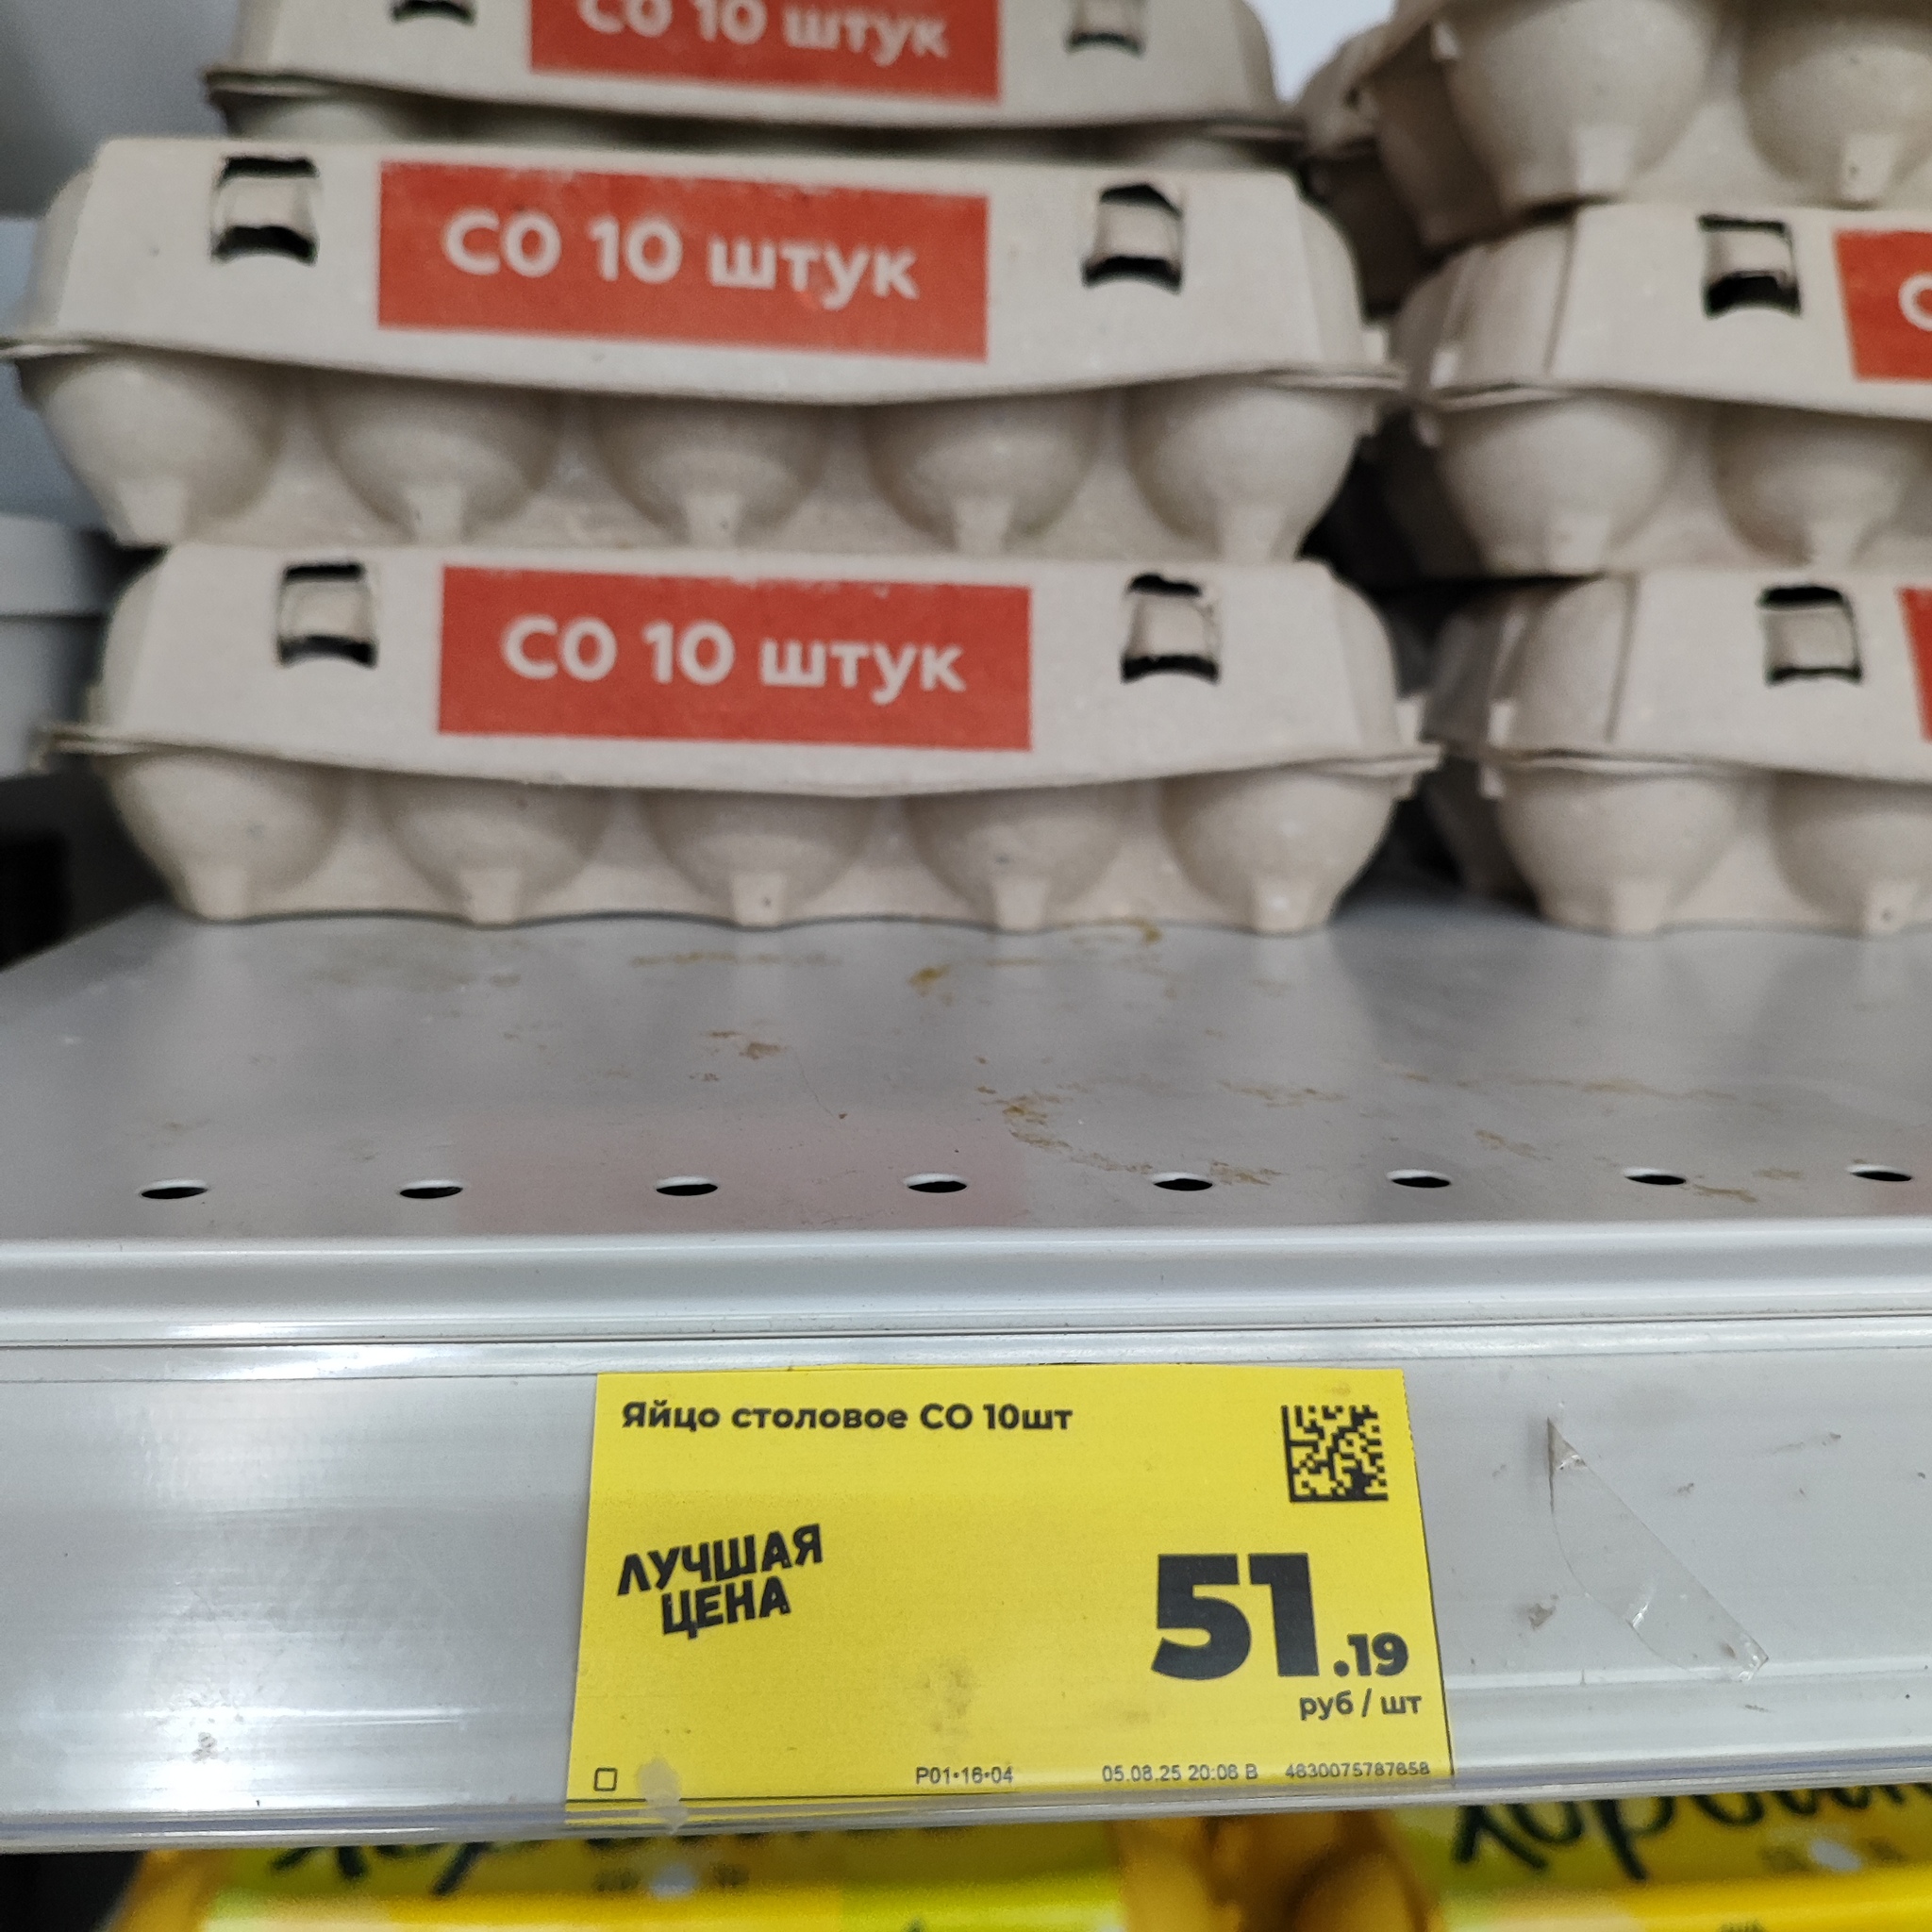 СО 10 штук
СО 10 штук
СО 10 штук
Яйцо столовое СО 10шт
ЛУЧШАЯ
ЦЕНА
51.19
руб / шт
P01•16•04 05.08.25 20:08 В 4630075787658